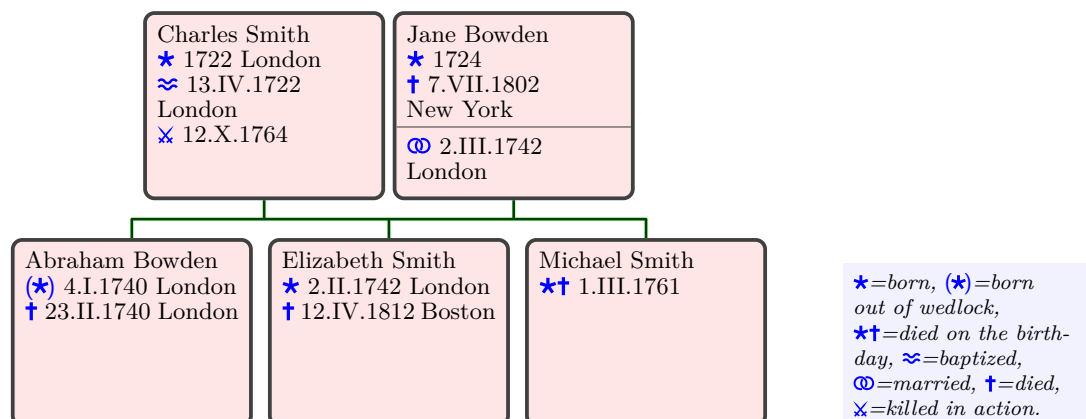 Charles Smith
* 1722 London
≈ 13.IV.1722
London
⚔ 12.X.1764
Jane Bowden
* 1724
† 7.VII.1802
New York
⚭ 2.III.1742
London
Abraham Bowden
(*) 4.I.1740 London
† 23.II.1740 London
Elizabeth Smith
* 2.II.1742 London
† 12.IV.1812 Boston
Michael Smith
*† 1.III.1761
*=born, (*)=born
out of wedlock,
*†=died on the birth-
day, ≈=baptized,
⚭=married, †=died,
⚔=killed in action.